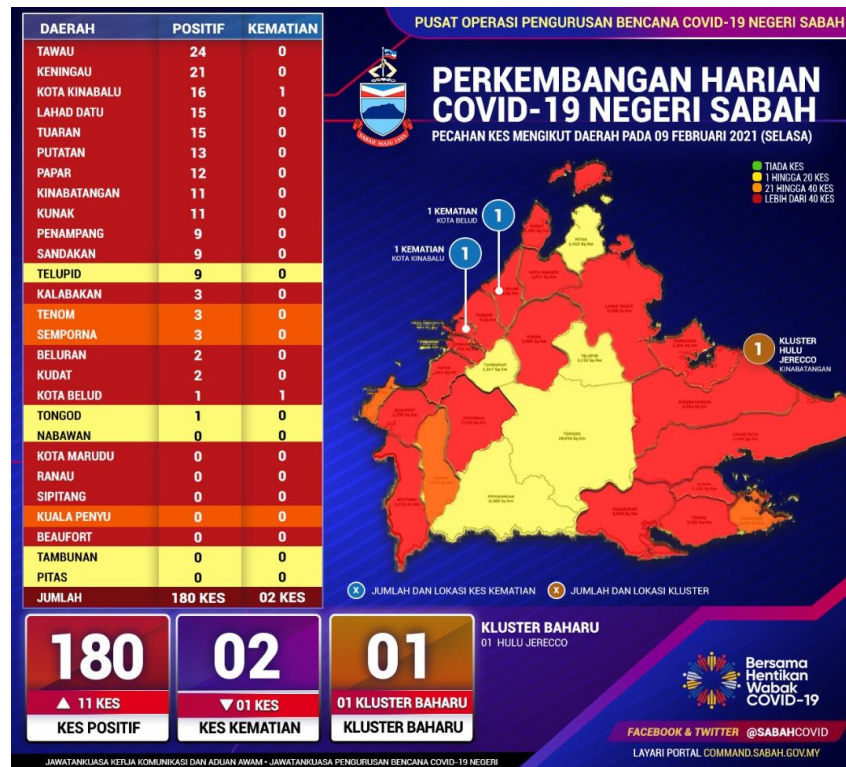 PUSAT OPERASI PENGURUSAN BENCANA COVID-19 NEGERI SABAH
PERKEMBANGAN HARIAN
COVID-19 NEGERI SABAH
PECAHAN KES MENGIKUT DAERAH PADA 09 FEBRUARI 2021 (SELASA)
SABAH MAJU JAYA
DAERAH POSITIF KEMATIAN
TAWAU 24 0
KENINGAU 21 0
KOTA KINABALU 16 1
LAHAD DATU 15 0
TUARAN 15 0
PUTATAN 13 0
PAPAR 12 0
KINABATANGAN 11 0
KUNAK 11 0
PENAMPANG 9 0
SANDAKAN 9 0
TELUPID 9 0
KALABAKAN 3 0
TENOM 3 0
SEMPORNA 3 0
BELURAN 2 0
KUDAT 2 0
KOTA BELUD 1 1
TONGOD 1 0
NABAWAN 0 0
KOTA MARUDU 0 0
RANAU 0 0
SIPITANG 0 0
KUALA PENYU 0 0
BEAUFORT 0 0
TAMBUNAN 0 0
PITAS 0 0
JUMLAH 180 KES 02 KES
TIADA KES
1 HINGGA 20 KES
21 HINGGA 40 KES
LEBIH DARI 40 KES
1 KEMATIAN
KOTA BELUD
1
1 KEMATIAN
KOTA KINABALU
1
1
KLUSTER
HULU
JERECCO
KINABATANGAN
PITAS
TELUPID
TAMBUNAN
TONGOD
X JUMLAH DAN LOKASI KES KEMATIAN
X JUMLAH DAN LOKASI KLUSTER
180
▲ 11 KES
KES POSITIF
02
▼ 01 KES
KES KEMATIAN
01
01 KLUSTER BAHARU
KLUSTER BAHARU
KLUSTER BAHARU
01 HULU JERECCO
Bersama
Hentikan
Wabak
COVID-19
FACEBOOK & TWITTER @SABAHCOVID
LAYARI PORTAL COMMAND.SABAH.GOV.MY
JAWATANKUASA KERJA KOMUNIKASI DAN ADUAN AWAM • JAWATANKUASA PENGURUSAN BENCANA COVID-19 NEGERI